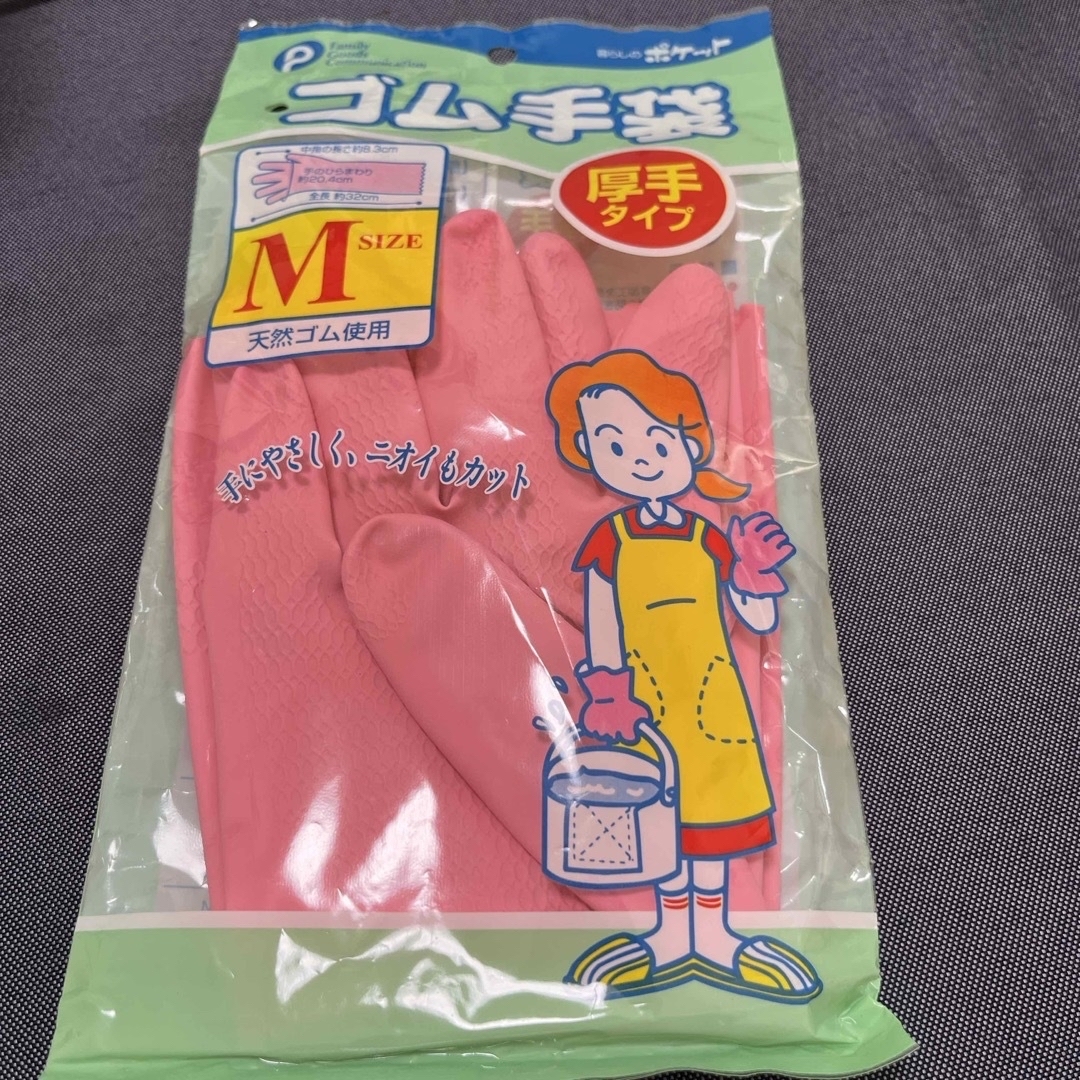 Family
Goods
Communication
暮らしの ポケット
ゴム手袋
中指の長さ約8.3cm
手のひらまわり
約20.4cm
全長 約32cm
M SIZE
天然ゴム使用
厚手
タイプ
手にやさしく、ニオイもカット